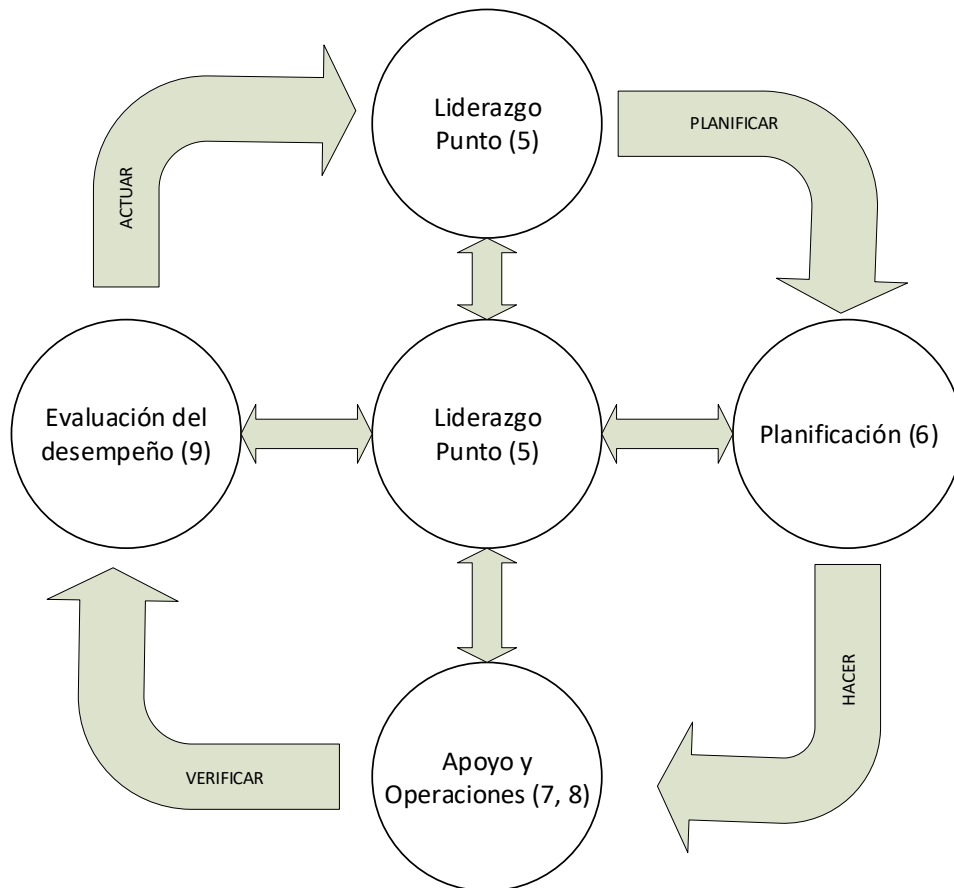 Liderazgo
Punto (5)
PLANIFICAR
ACTUAR
Evaluación del
desempeño (9)
Liderazgo
Punto (5)
Planificación (6)
HACER
Apoyo y
Operaciones (7, 8)
VERIFICAR